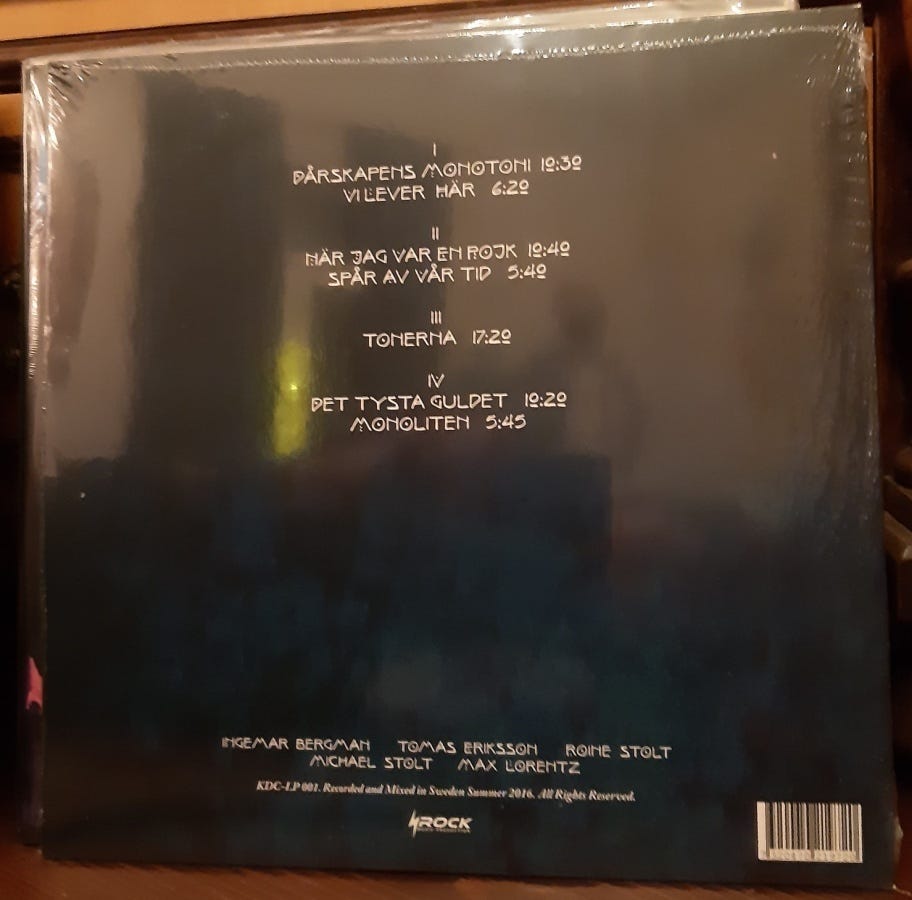 I
DÅRSKAPENS MONOTONI 10:30
VI LEVER HÄR 6:20
II
NÄR JAG VAR EN POJK 10:40
SPÅR AV VÅR TID 5:40
III
TONERNA 17:20
IV
DET TYSTA GULDET 10:20
MONOLITEN 5:45
INGEMAR BERGMAN TOMAS ERIKSSON ROINE STOLT
MICHAEL STOLT MAX LORENTZ
KDC-LP 001. Recorded and Mixed in Sweden Summer 2016. All Rights Reserved.
ROCK